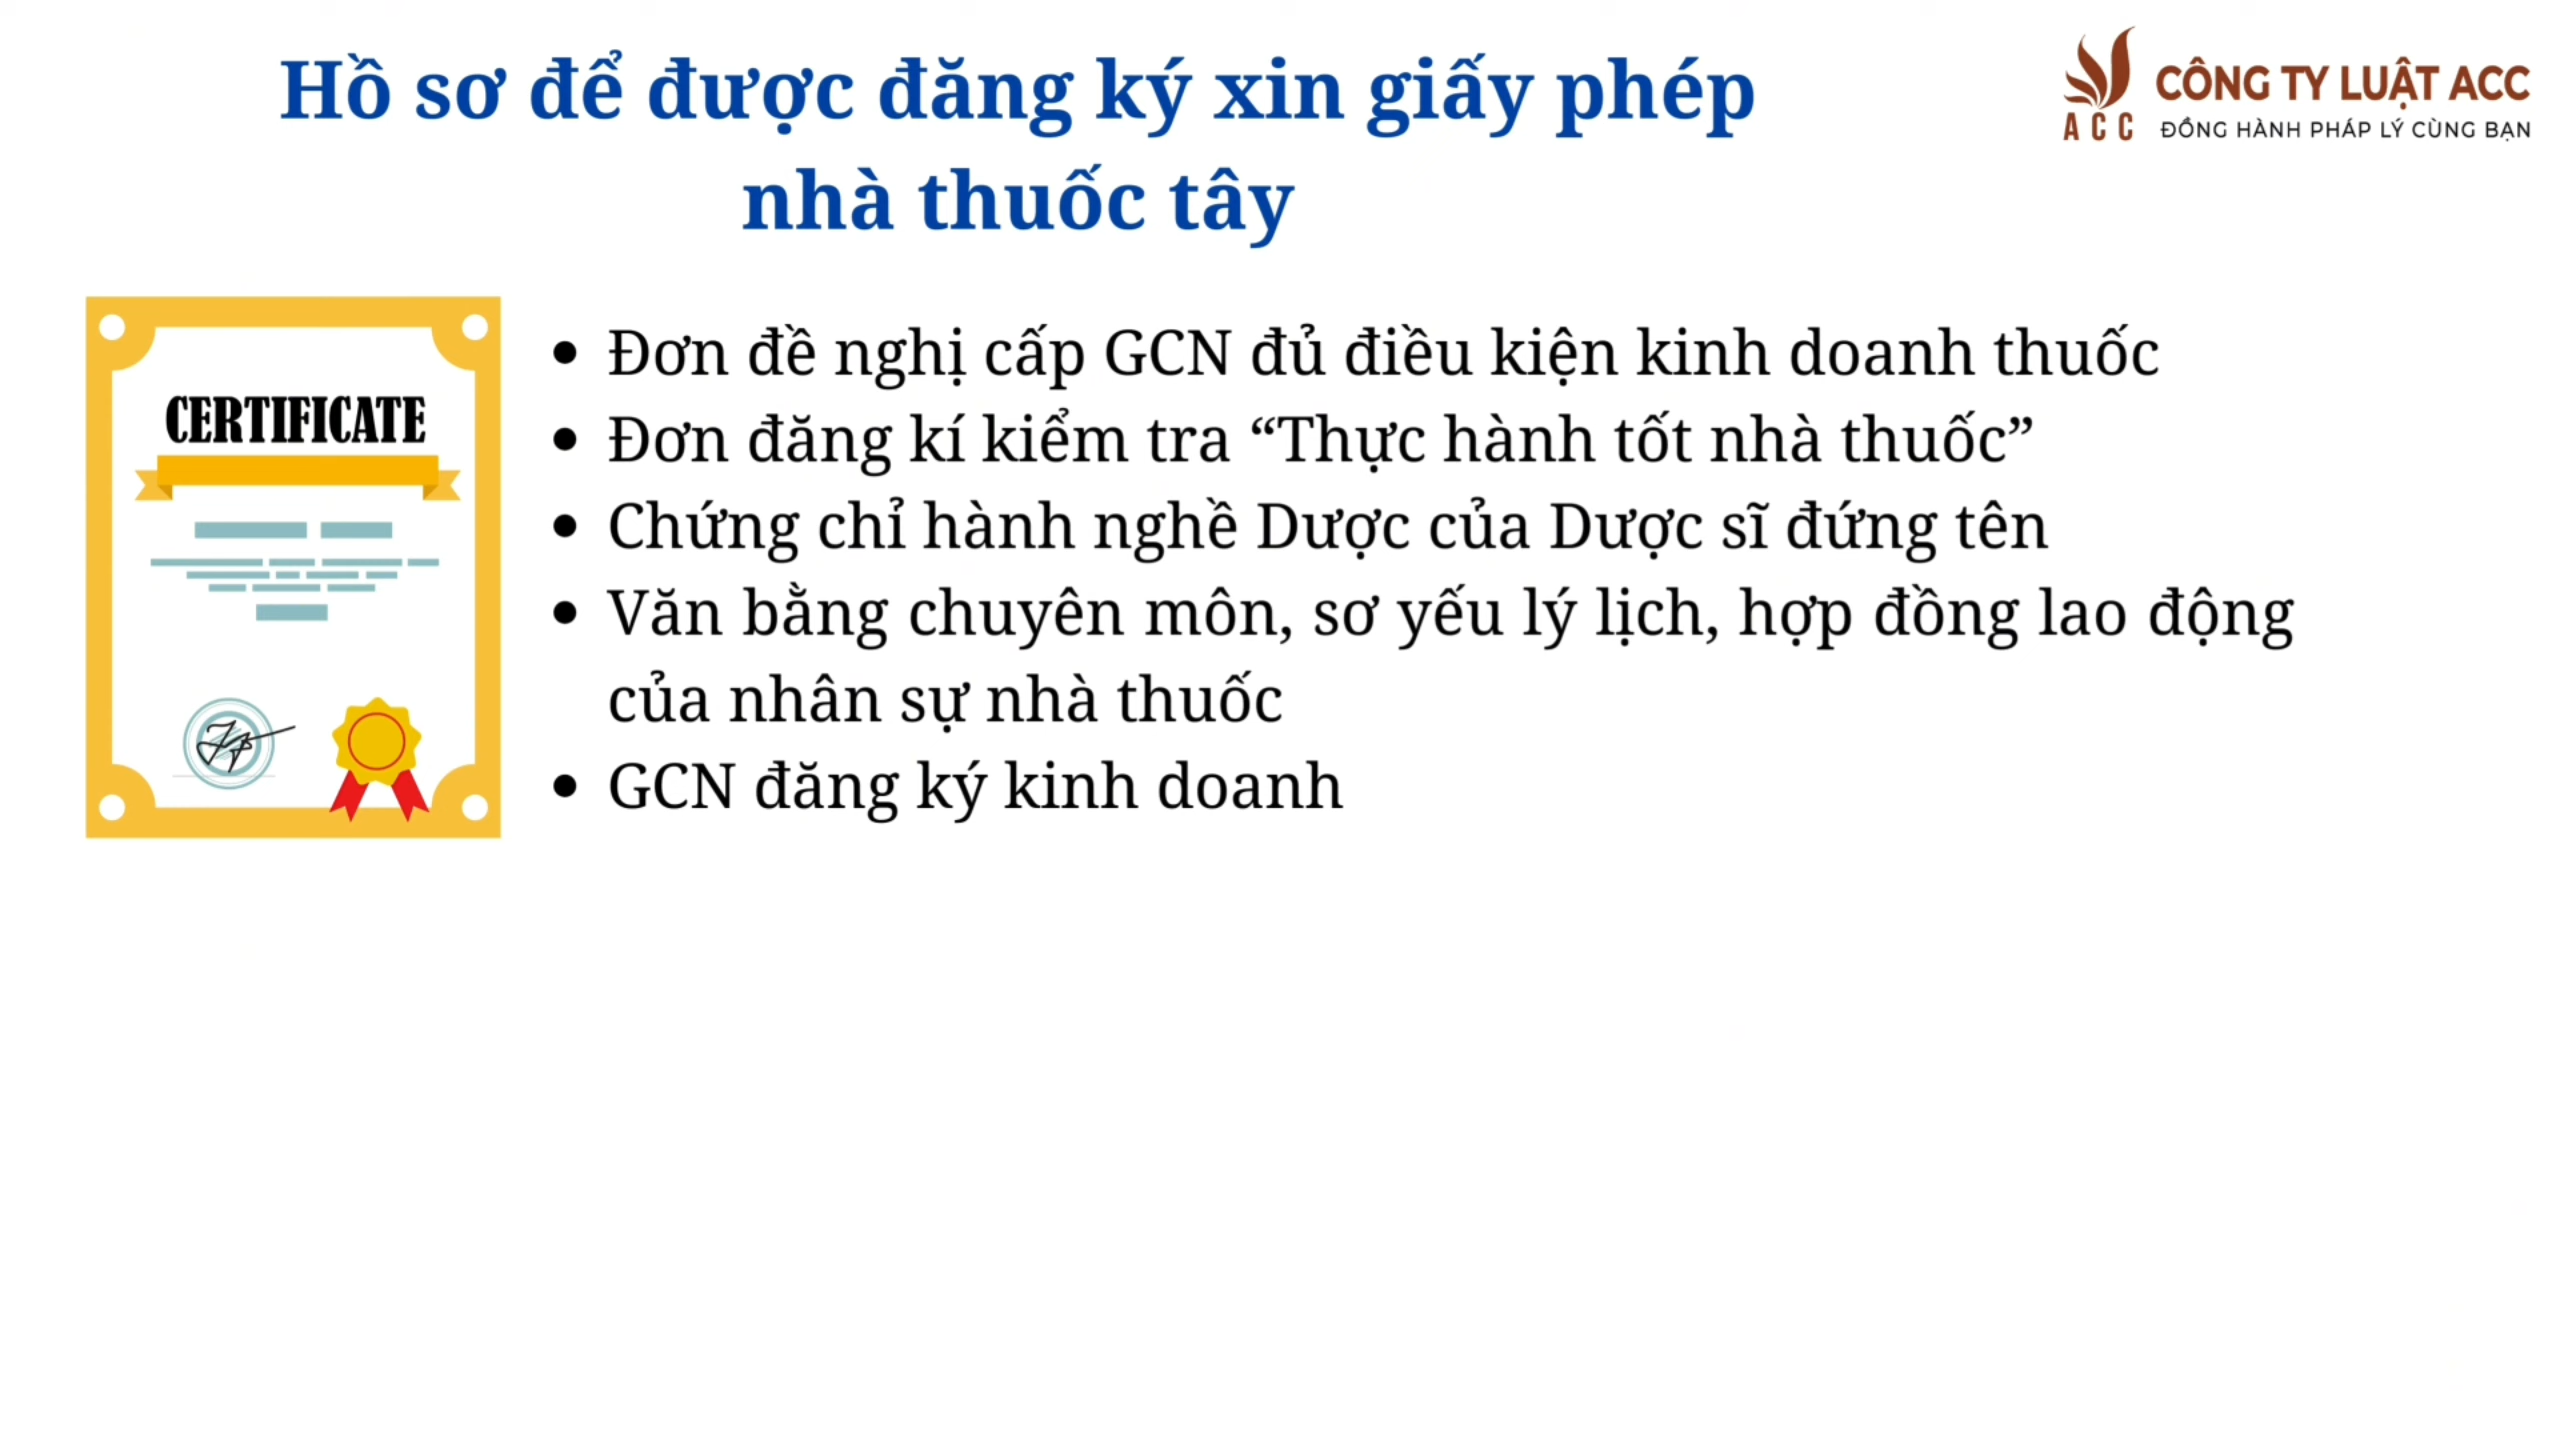 Hồ sơ để được đăng ký xin giấy phép
nhà thuốc tây
CÔNG TY LUẬT ACC
ACC
ĐỒNG HÀNH PHÁP LÝ CÙNG BẠN
CERTIFICATE
• Đơn đề nghị cấp GCN đủ điều kiện kinh doanh thuốc
• Đơn đăng kí kiểm tra “Thực hành tốt nhà thuốc”
• Chứng chỉ hành nghề Dược của Dược sĩ đứng tên
• Văn bằng chuyên môn, sơ yếu lý lịch, hợp đồng lao động
của nhân sự nhà thuốc
• GCN đăng ký kinh doanh